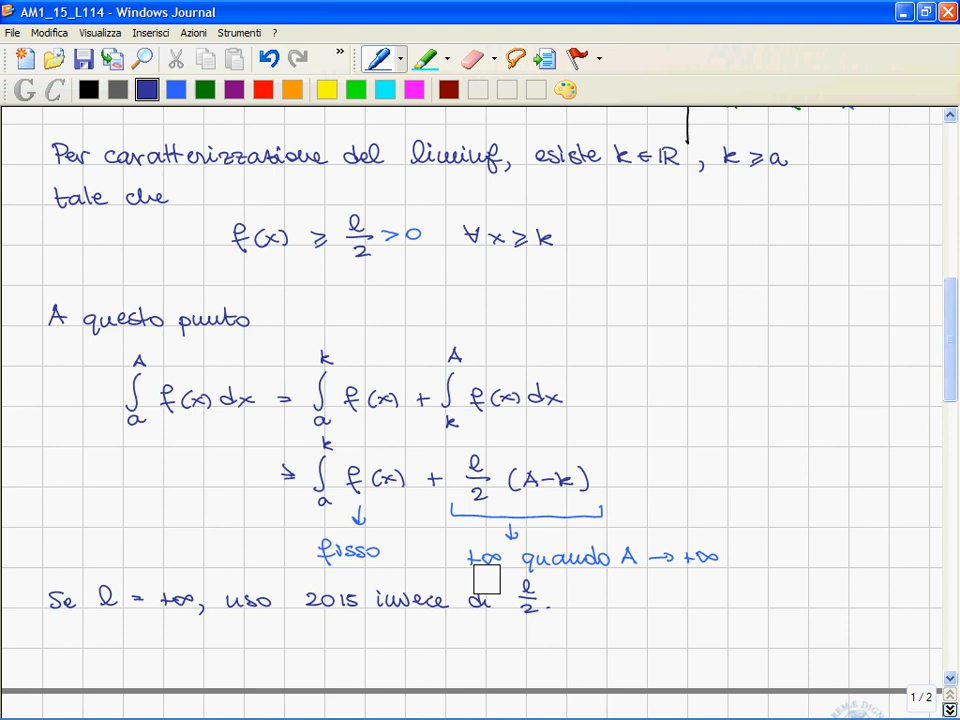 AM1_15_L114 - Windows Journal
File Modifica Visualizza Inserisci Azioni Strumenti ?
Per caratterizzazione del liminf, esiste k ∈ ℝ, k ≥ a
tale che
f(x) ≥ l/2 > 0 ∀ x ≥ k
A questo punto
∫_a^A f(x) dx = ∫_a^k f(x) + ∫_k^A f(x) dx
≥ ∫_a^k f(x) + l/2 (A-k)
fisso
+∞ quando A → +∞
Se l = +∞, uso 2015 invece di l/2.
1 / 2